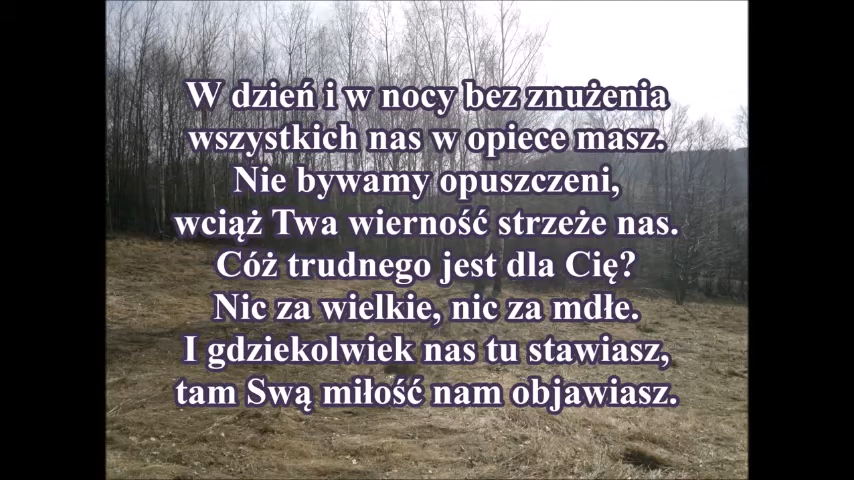 W dzień i w nocy bez znużenia
wszystkich nas w opiece masz.
Nie bywamy opuszczeni,
wciąż Twa wierność strzeże nas.
Cóż trudnego jest dla Cię?
Nic za wielkie, nic za mdłe.
I gdziekolwiek nas tu stawiasz,
tam Swą miłość nam objawiasz.